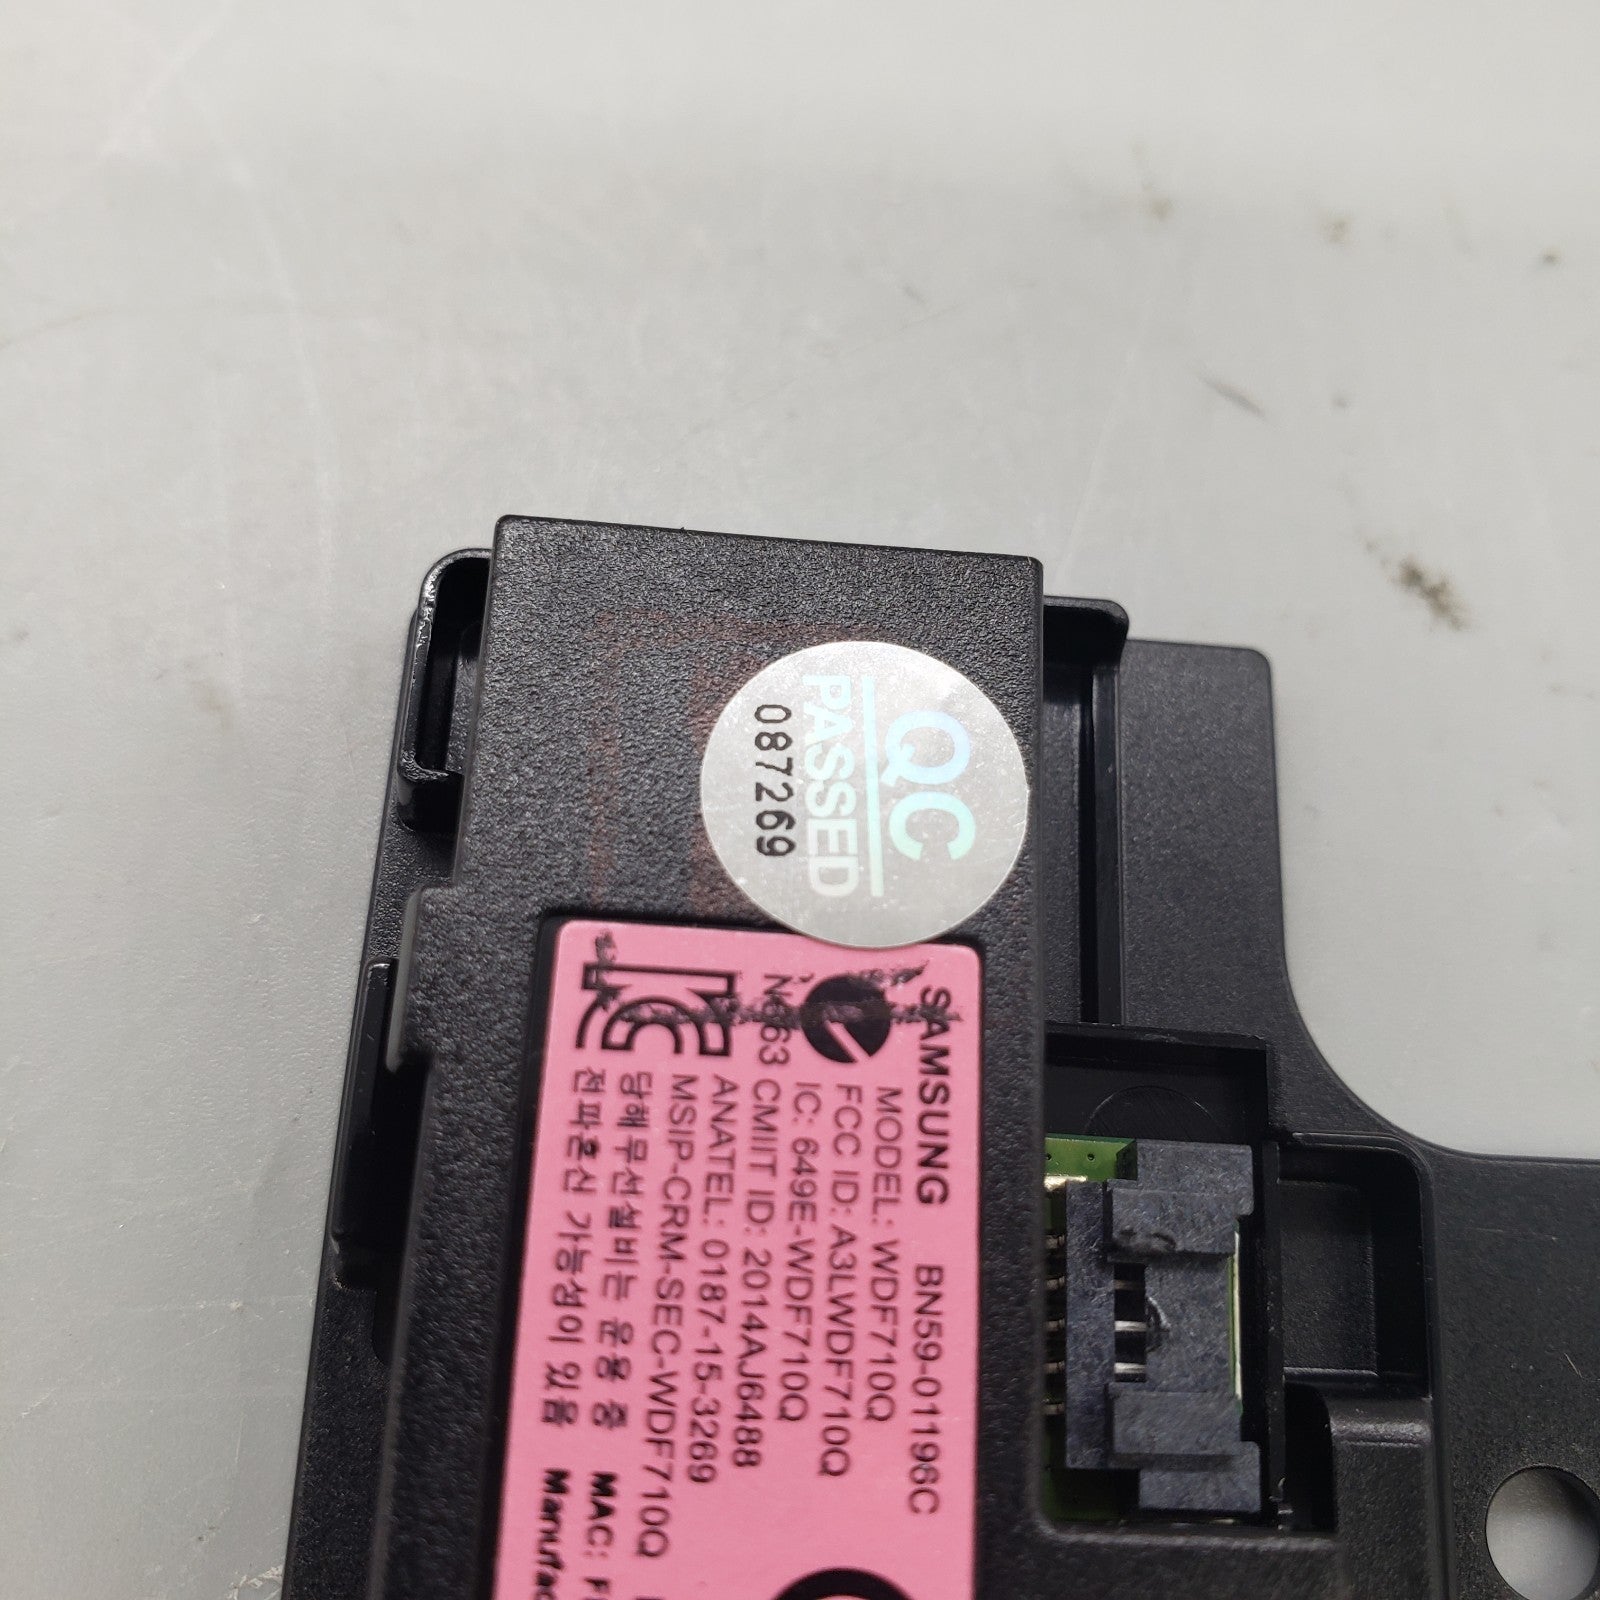 QC
PASSED
087269
SAMSUNG BN59-01196C
MODEL: WDF710Q
FCC ID: A3LWDF710Q
IC: 649E-WDF710Q
N663 CMIIT ID: 2014AJ6488
ANATEL: 0187-15-3269
MSIP-CRM-SEC-WDF710Q
당해무선설비는 운용 중
전파혼신 가능성이 있음
MAC: F
Manufac